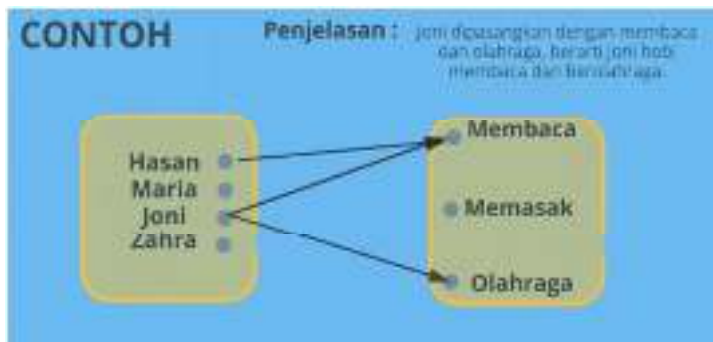 CONTOH
Penjelasan : Joni dipasangkan dengan membaca
dan olahraga, berarti Joni hobi
membaca dan berolahraga.
Hasan
Maria
Joni
Zahra
Membaca
Memasak
Olahraga